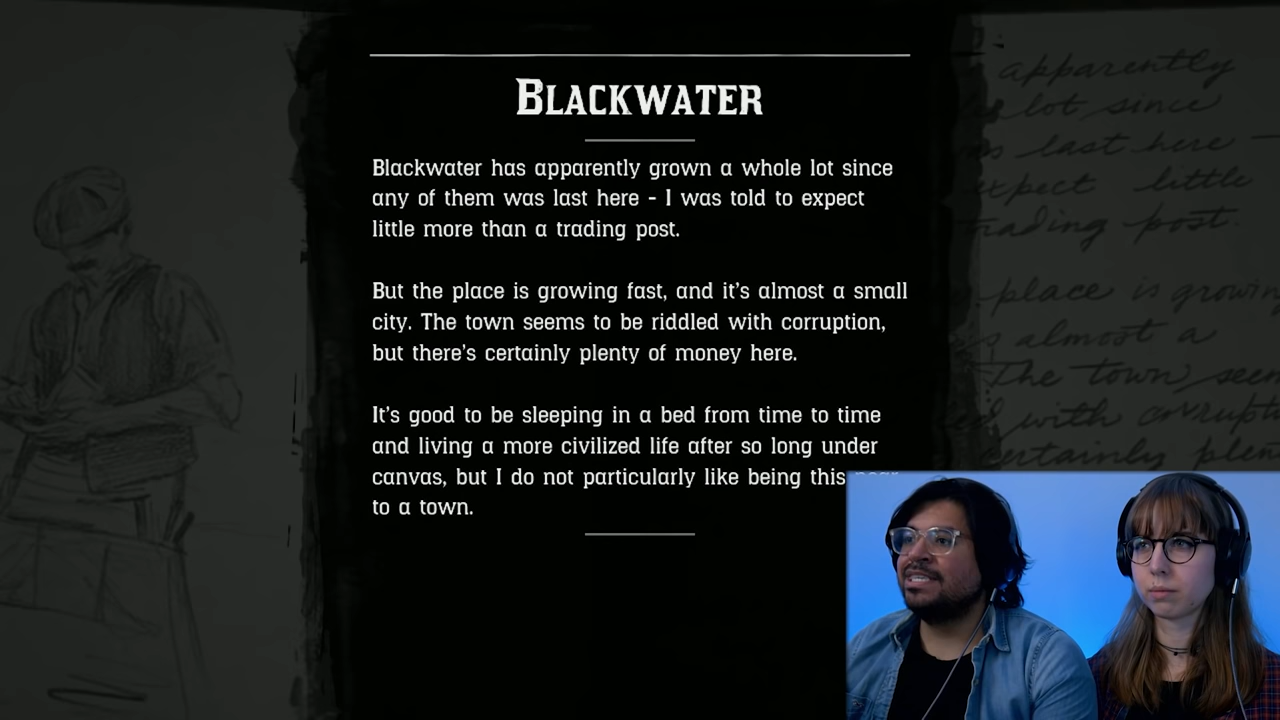 BLACKWATER
Blackwater has apparently grown a whole lot since
any of them was last here - I was told to expect
little more than a trading post.
But the place is growing fast, and it's almost a small
city. The town seems to be riddled with corruption,
but there's certainly plenty of money here.
It's good to be sleeping in a bed from time to time
and living a more civilized life after so long under
canvas, but I do not particularly like being this
to a town.
apparently
lot since
last here -
expect little
trading post.
place is
almost a
The town
with
certainly